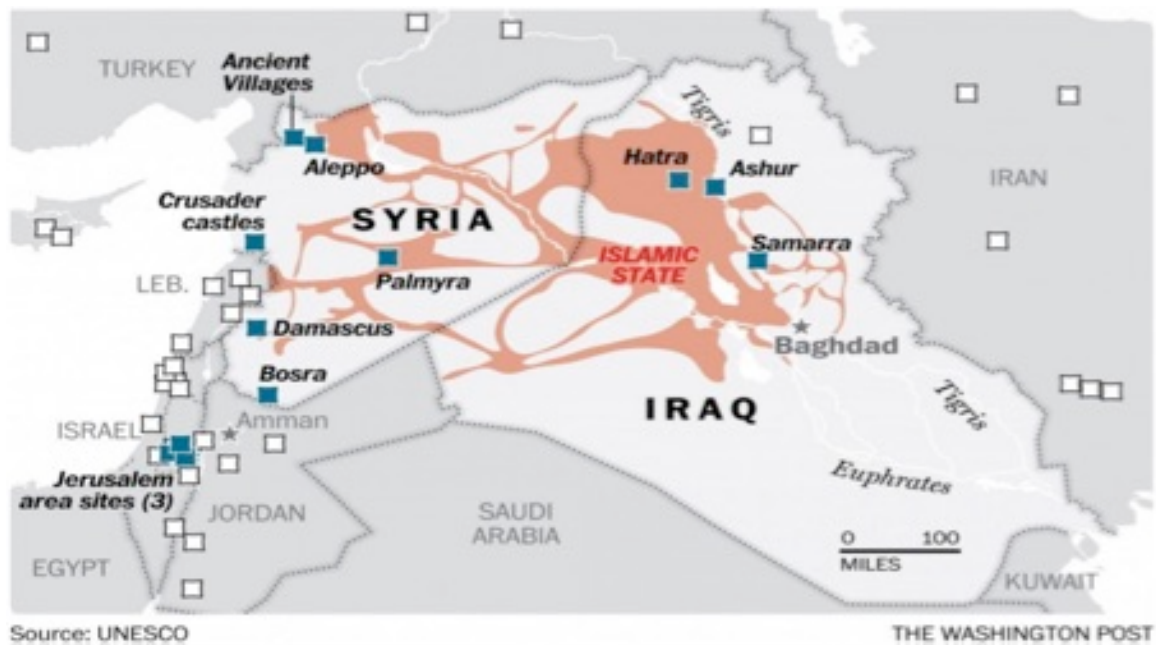 TURKEY
Ancient
Villages
Tigris
Aleppo
Hatra
Ashur
IRAN
Crusader
castles
SYRIA
ISLAMIC
STATE
Samarra
LEB.
Palmyra
Damascus
Baghdad
Bosra
IRAQ
Tigris
ISRAEL
Amman
Euphrates
Jerusalem
area sites (3)
JORDAN
SAUDI
ARABIA
0 100
MILES
EGYPT
KUWAIT
Source: UNESCO
THE WASHINGTON POST